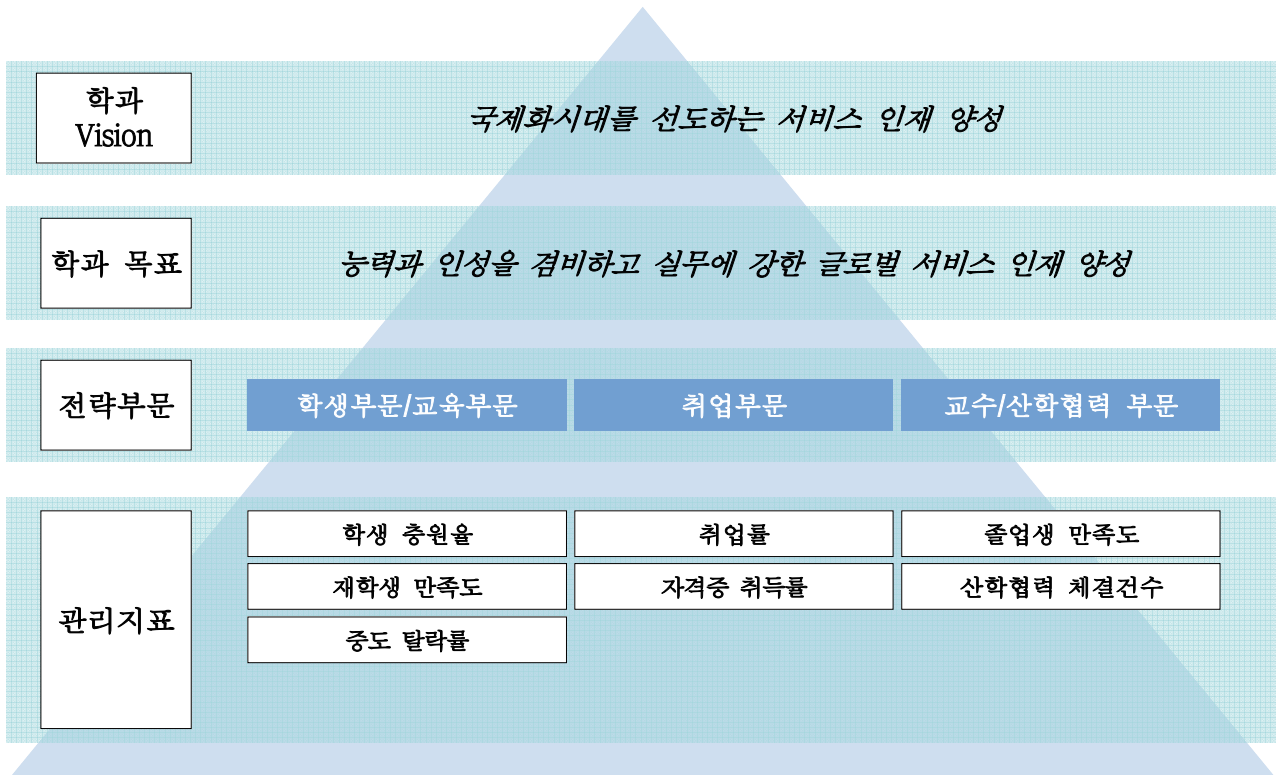 학과
Vision
국제화시대를 선도하는 서비스 인재 양성
학과 목표
능력과 인성을 겸비하고 실무에 강한 글로벌 서비스 인재 양성
전략부문
학생부문/교육부문
취업부문
교수/산학협력 부문
관리지표
학생 충원율
취업률
졸업생 만족도
재학생 만족도
자격증 취득률
산학협력 체결건수
중도 탈락률